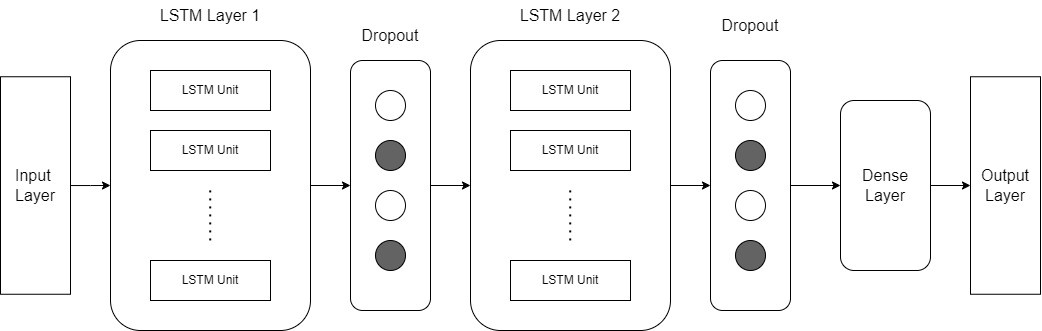 LSTM Layer 1
LSTM Layer 2
Dropout
Dropout
Input
Layer
LSTM Unit
LSTM Unit
LSTM Unit
LSTM Unit
LSTM Unit
LSTM Unit
Dense
Layer
Output
Layer